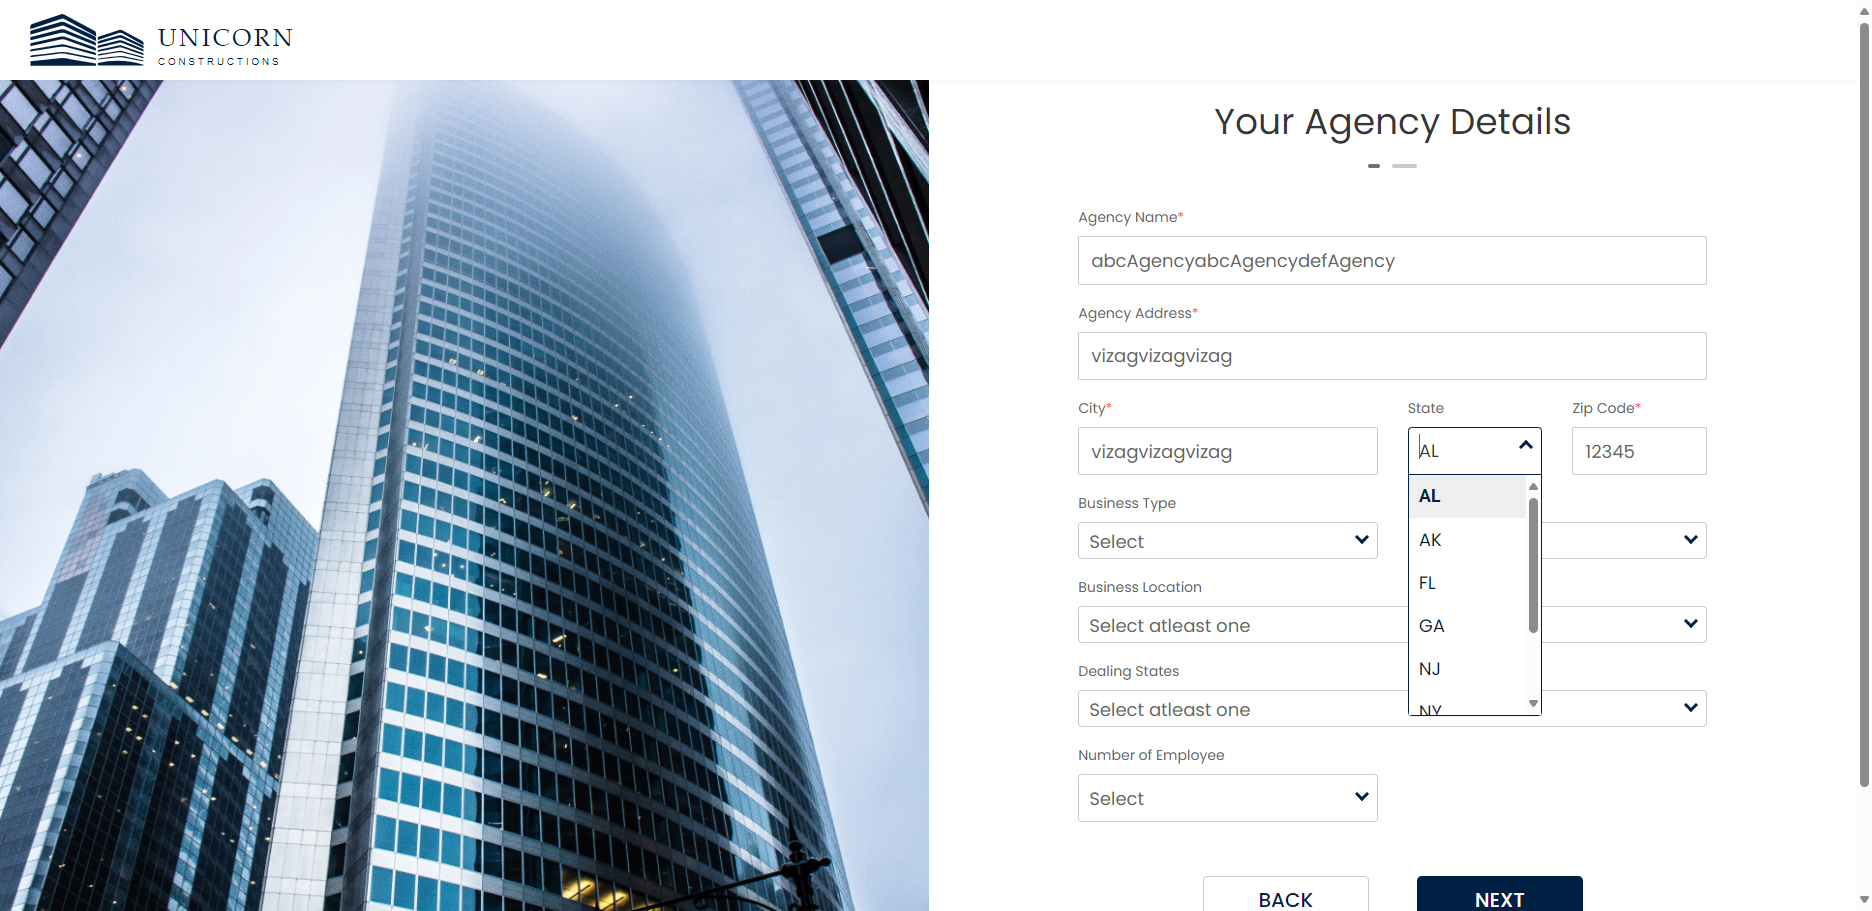 UNICORN
CONSTRUCTIONS
Your Agency Details
Agency Name*
abcAgencyabcAgencydefAgency
Agency Address*
vizagvizagvizag
City*
State
Zip Code*
vizagvizagvizag
AL
12345
AL
AK
FL
GA
NJ
NY
Business Type
Select
Business Location
Select atleast one
Dealing States
Select atleast one
Number of Employee
Select
BACK
NEXT